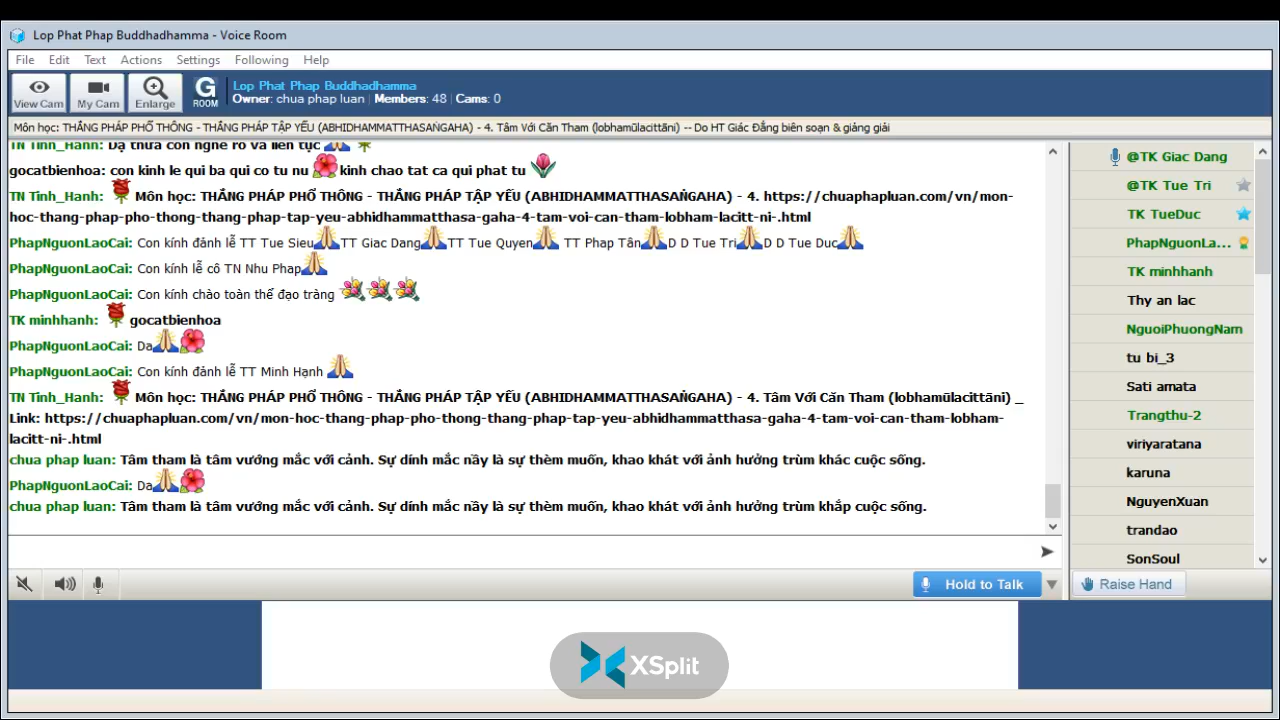 Lop Phat Phap Buddhadhamma - Voice Room
File Edit Text Actions Settings Following Help
View Cam My Cam Enlarge G ROOM
Lop Phat Phap Buddhadhamma
Owner: chua phap luan | Members: 48 | Cams: 0
Môn học: THẮNG PHÁP PHỔ THÔNG - THẮNG PHÁP TẬP YẾU (ABHIDHAMMATTHASAṄGAHA) - 4. Tâm Với Căn Tham (lobhamūlacittāni) -- Do HT Giác Đẳng biên soạn & giảng giải
TN Tinh_Hanh: Dạ thưa con nghe rõ và liên tục
gocatbienhoa: con kinh le qui ba qui co tu nu kinh chao tat ca qui phat tu
TN Tinh_Hanh: Môn học: THẮNG PHÁP PHỔ THÔNG - THẮNG PHÁP TẬP YẾU (ABHIDHAMMATTHASAṄGAHA) - 4. https://chuaphapluan.com/vn/mon-
hoc-thang-phap-pho-thong-thang-phap-tap-yeu-abhidhammatthasa-gaha-4-tam-voi-can-tham-lobham-lacitt-ni-.html
PhapNguonLaoCai: Con kính đảnh lễ TT Tue Sieu TT Giac Dang TT Tue Quyen TT Phap Tân D D Tue Tri D D Tue Duc
PhapNguonLaoCai: Con kính lễ cô TN Nhu Phap
PhapNguonLaoCai: Con kính chào toàn thể đạo tràng
TK minhhanh: gocatbienhoa
PhapNguonLaoCai: Da
PhapNguonLaoCai: Con kính đảnh lễ TT Minh Hạnh
TN Tinh_Hanh: Môn học: THẮNG PHÁP PHỔ THÔNG - THẮNG PHÁP TẬP YẾU (ABHIDHAMMATTHASAṄGAHA) - 4. Tâm Với Căn Tham (lobhamūlacittāni) _
Link: https://chuaphapluan.com/vn/mon-hoc-thang-phap-pho-thong-thang-phap-tap-yeu-abhidhammatthasa-gaha-4-tam-voi-can-tham-lobham-
lacitt-ni-.html
chua phap luan: Tâm tham là tâm vướng mắc với cảnh. Sự dính mắc nầy là sự thèm muốn, khao khát với ảnh hưởng trùm khác cuộc sống.
PhapNguonLaoCai: Da
chua phap luan: Tâm tham là tâm vướng mắc với cảnh. Sự dính mắc nầy là sự thèm muốn, khao khát với ảnh hưởng trùm khắp cuộc sống.
@TK Giac Dang
@TK Tue Tri
TK TueDuc
PhapNguonLa...
TK minhhanh
Thy an lac
NguoiPhuongNam
tu bi_3
Sati amata
Trangthu-2
viriyaratana
karuna
NguyenXuan
trandao
SonSoul
Hold to Talk
Raise Hand
XSplit